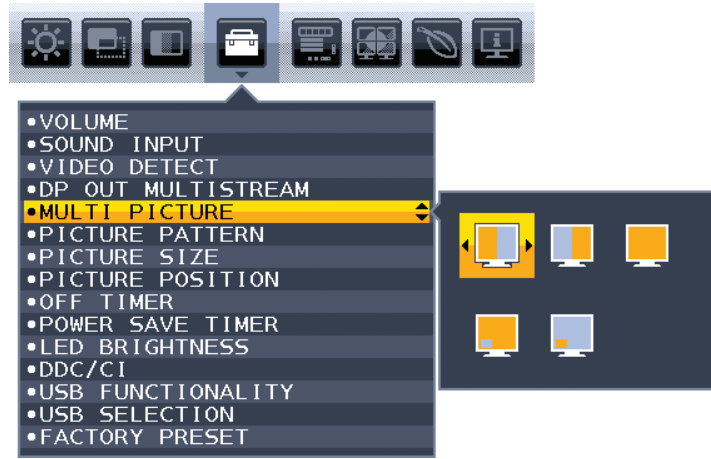 •VOLUME
•SOUND INPUT
•VIDEO DETECT
•DP OUT MULTISTREAM
•MULTI PICTURE
•PICTURE PATTERN
•PICTURE SIZE
•PICTURE POSITION
•OFF TIMER
•POWER SAVE TIMER
•LED BRIGHTNESS
•DDC/CI
•USB FUNCTIONALITY
•USB SELECTION
•FACTORY PRESET